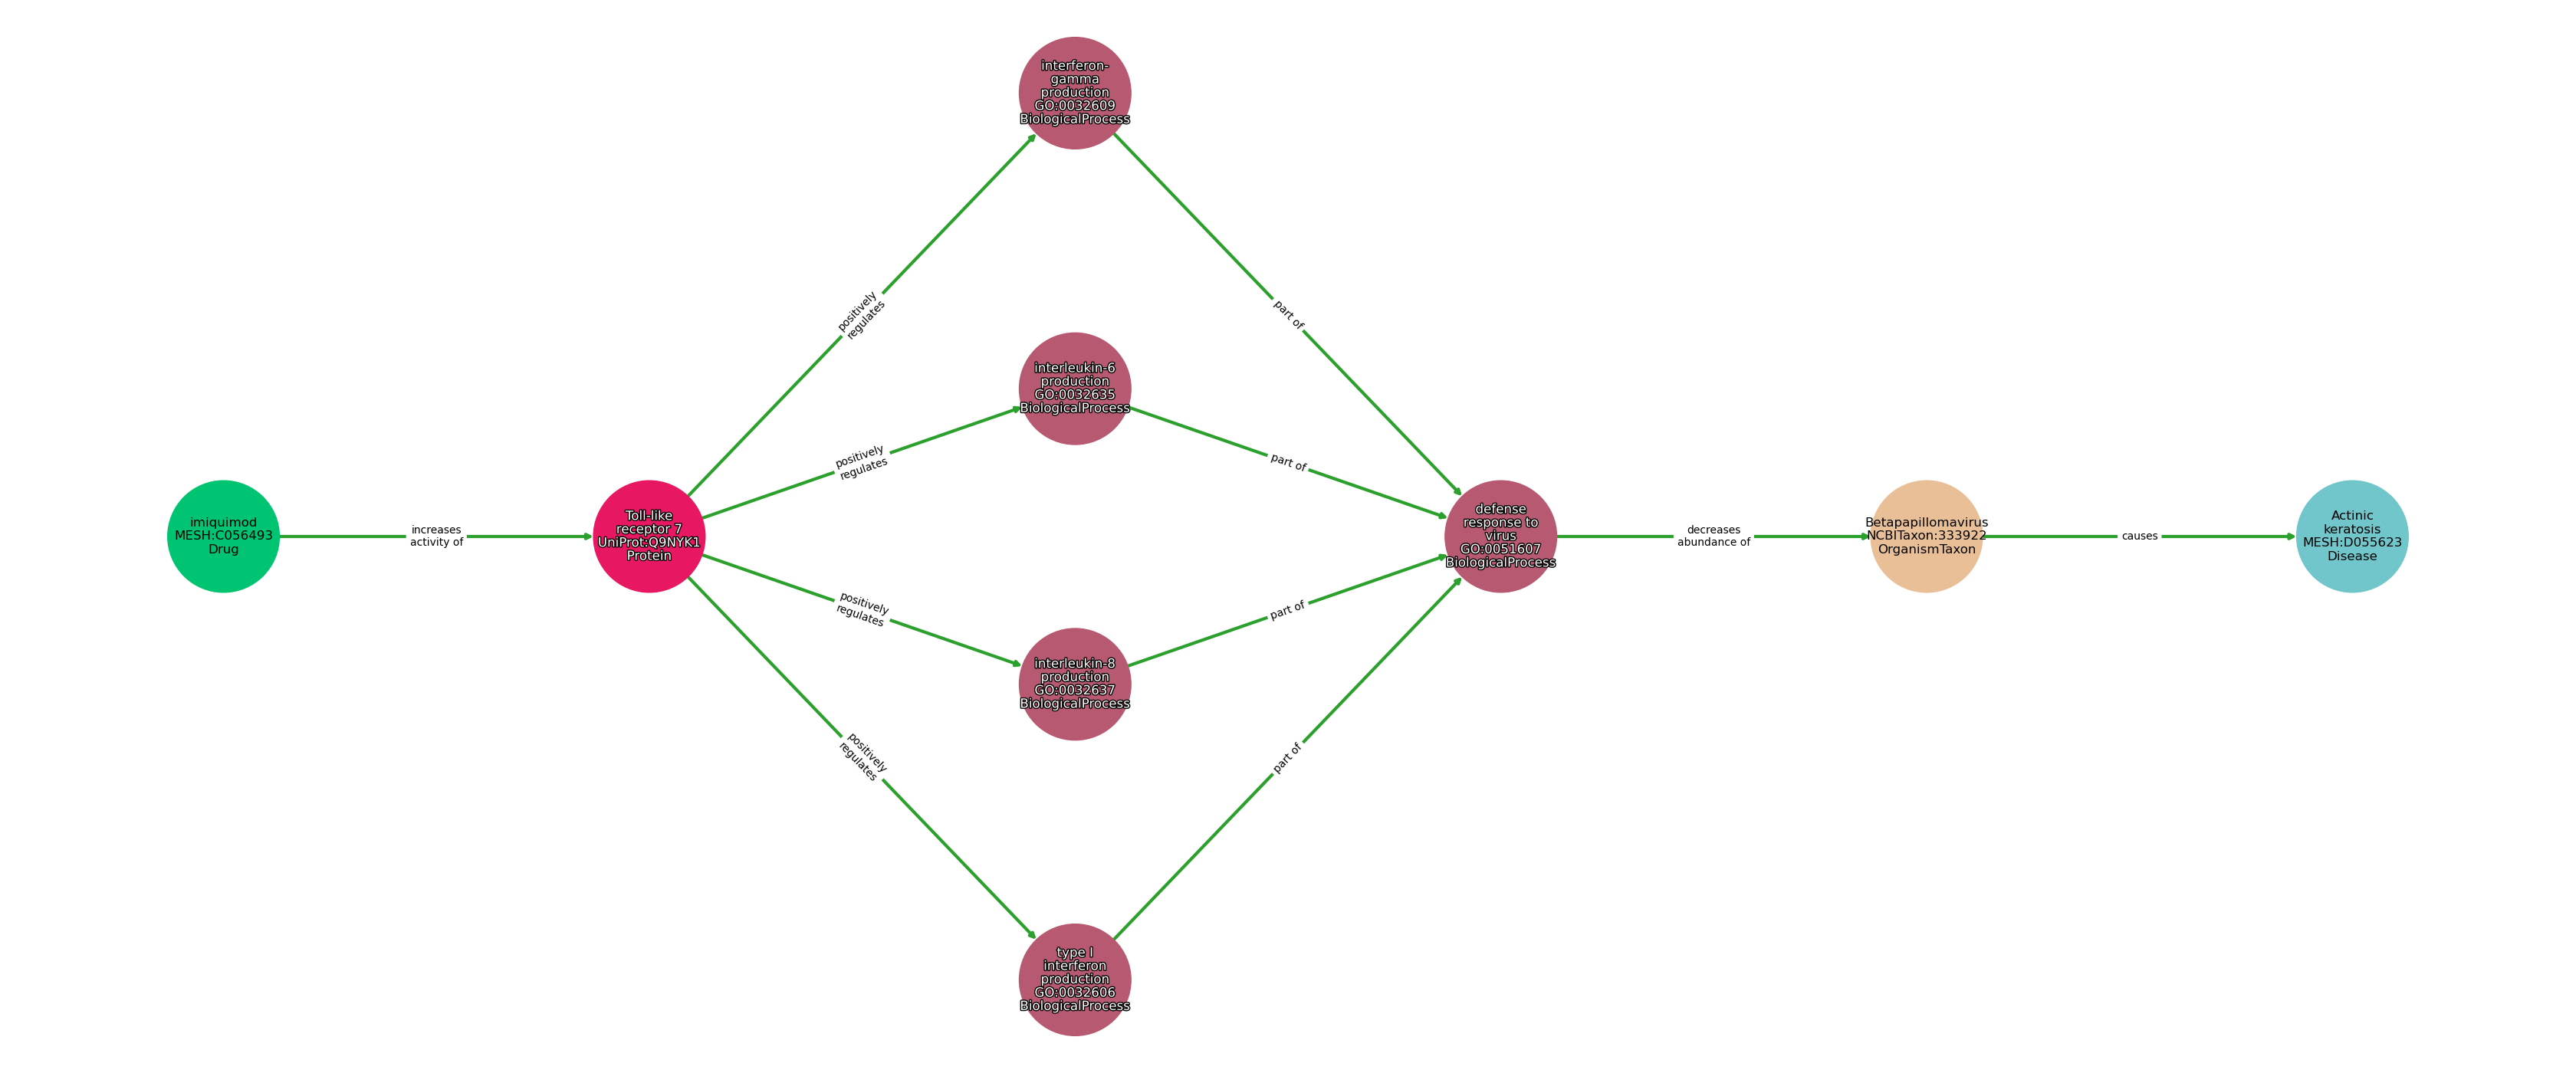 imiquimod
MESH:C056493
Drug
increases
activity of
Toll-like
receptor 7
UniProt:Q9NYK1
Protein
positively
regulates
positively
regulates
positively
regulates
positively
regulates
interferon-
gamma
production
GO:0032609
BiologicalProcess
interleukin-6
production
GO:0032635
BiologicalProcess
interleukin-8
production
GO:0032637
BiologicalProcess
type I
interferon
production
GO:0032606
BiologicalProcess
part of
part of
part of
part of
defense
response to
virus
GO:0051607
BiologicalProcess
decreases
abundance of
Betapapillomavirus
NCBITaxon:333922
OrganismTaxon
causes
Actinic
keratosis
MESH:D055623
Disease